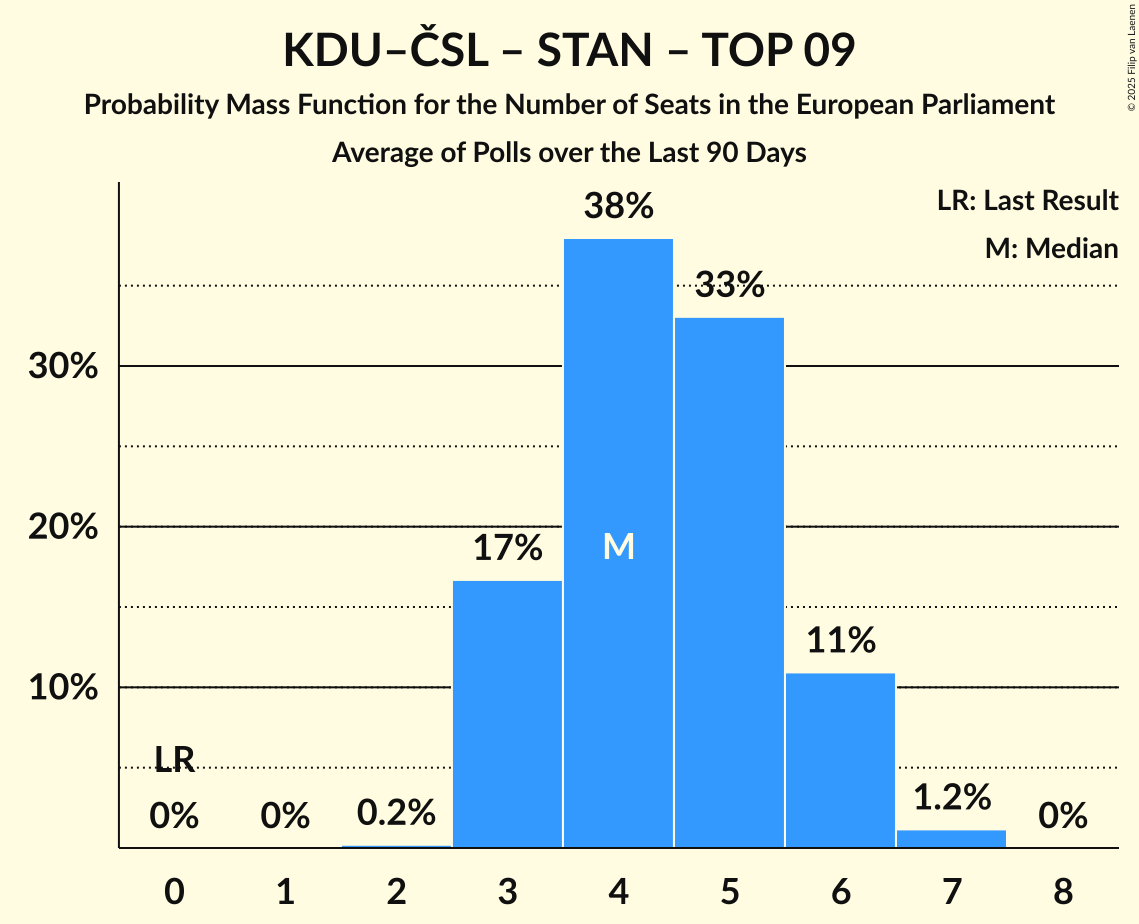 KDU–ČSL – STAN – TOP 09
Probability Mass Function for the Number of Seats in the European Parliament
Average of Polls over the Last 90 Days
© 2025 Filip van Laenen
LR: Last Result
M: Median
38%
33%
30%
20%
17%
M
11%
10%
LR
0%
0%
0.2%
1.2%
0%
0 1 2 3 4 5 6 7 8